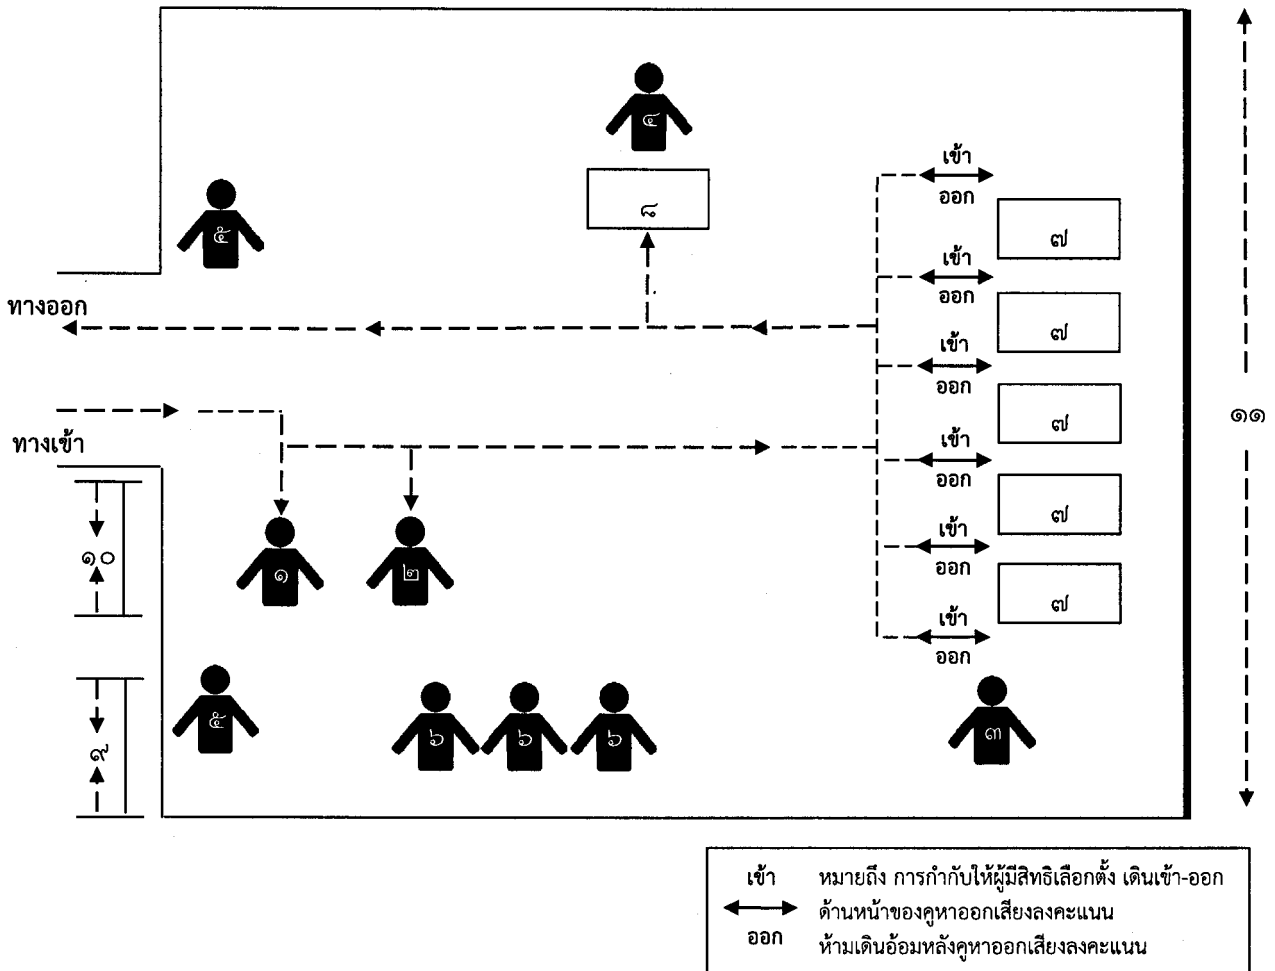 ๔
เข้า
ออก
๘
๕
๗
เข้า
ออก
ทางออก
๗
เข้า
ออก
๗
๑๑
ทางเข้า
เข้า
ออก
๗
๑๐
๑
๒
เข้า
ออก
๗
เข้า
ออก
๕
๖
๖
๖
๓
๙
เข้า หมายถึง การกำกับให้ผู้มีสิทธิเลือกตั้ง เดินเข้า-ออก
ด้านหน้าของคูหาออกเสียงลงคะแนน
ออก ห้ามเดินอ้อมหลังคูหาออกเสียงลงคะแนน